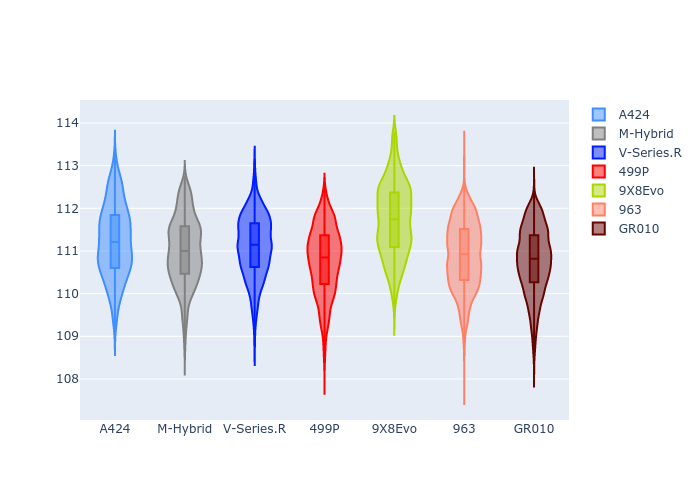 114
113
112
111
110
109
108
A424
M-Hybrid
V-Series.R
499P
9X8Evo
963
GR010
A424
M-Hybrid
V-Series.R
499P
9X8Evo
963
GR010